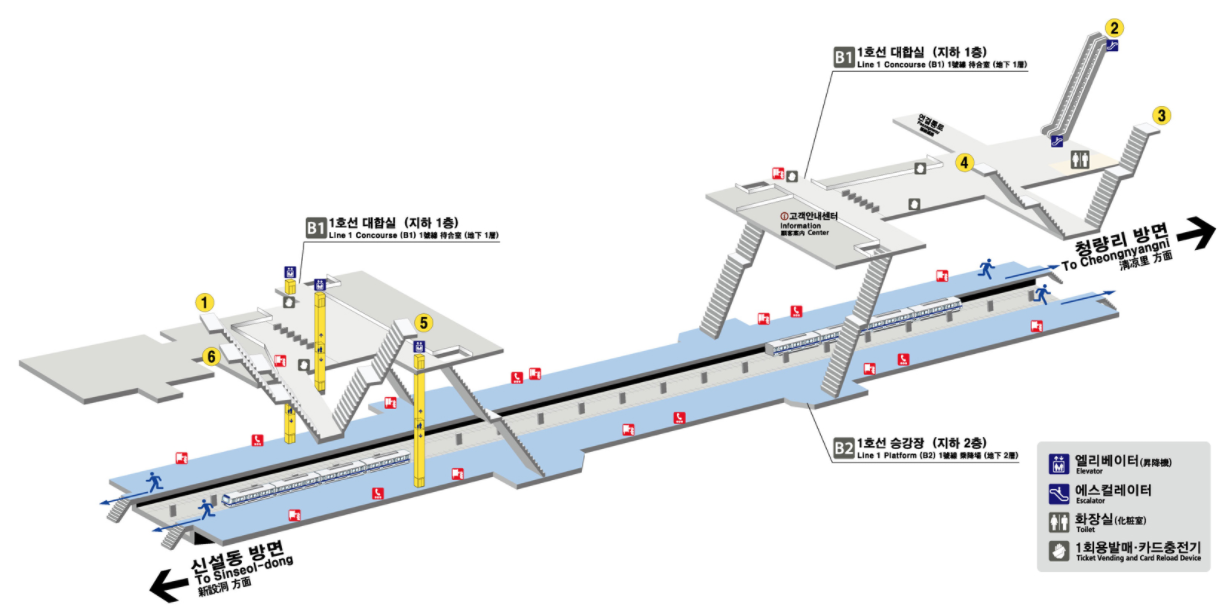 2
B1
1호선 대합실 (지하 1층)
Line 1 Concourse (B1) 1號線 待合室 (地下 1層)
3
연결통로
4
ⓘ고객안내센터
Information
顧客案內 Center
B1
1호선 대합실 (지하 1층)
Line 1 Concourse (B1) 1號線 待合室 (地下 1層)
청량리 방면
To Cheongnyangni
淸凉里 方面
1
5
6
B2
1호선 승강장 (지하 2층)
Line 1 Platform (B2) 1號線 乘降場 (地下 2層)
신설동 방면
To Sinseol-dong
新設洞 方面
엘리베이터(昇降機)
Elevator
에스컬레이터
Escalator
화장실(化粧室)
Toilet
1회용발매·카드충전기
Ticket Vending and Card Reload Device